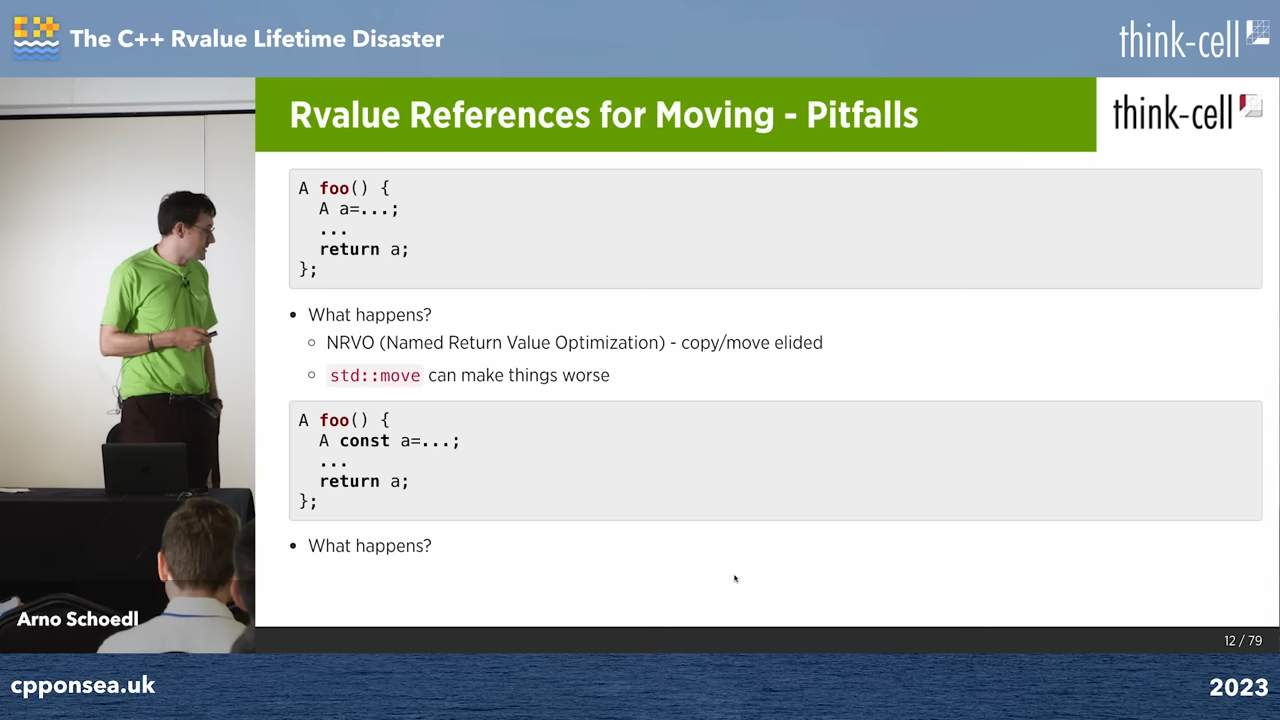 The C++ Rvalue Lifetime Disaster
think-cell
Rvalue References for Moving - Pitfalls
think-cell
A foo() {
A a=...;
...
return a;
};
• What happens?
○ NRVO (Named Return Value Optimization) - copy/move elided
○ std::move can make things worse
A foo() {
A const a=...;
...
return a;
};
• What happens?
Arno Schoedl
12 / 79
cpponsea.uk
2023